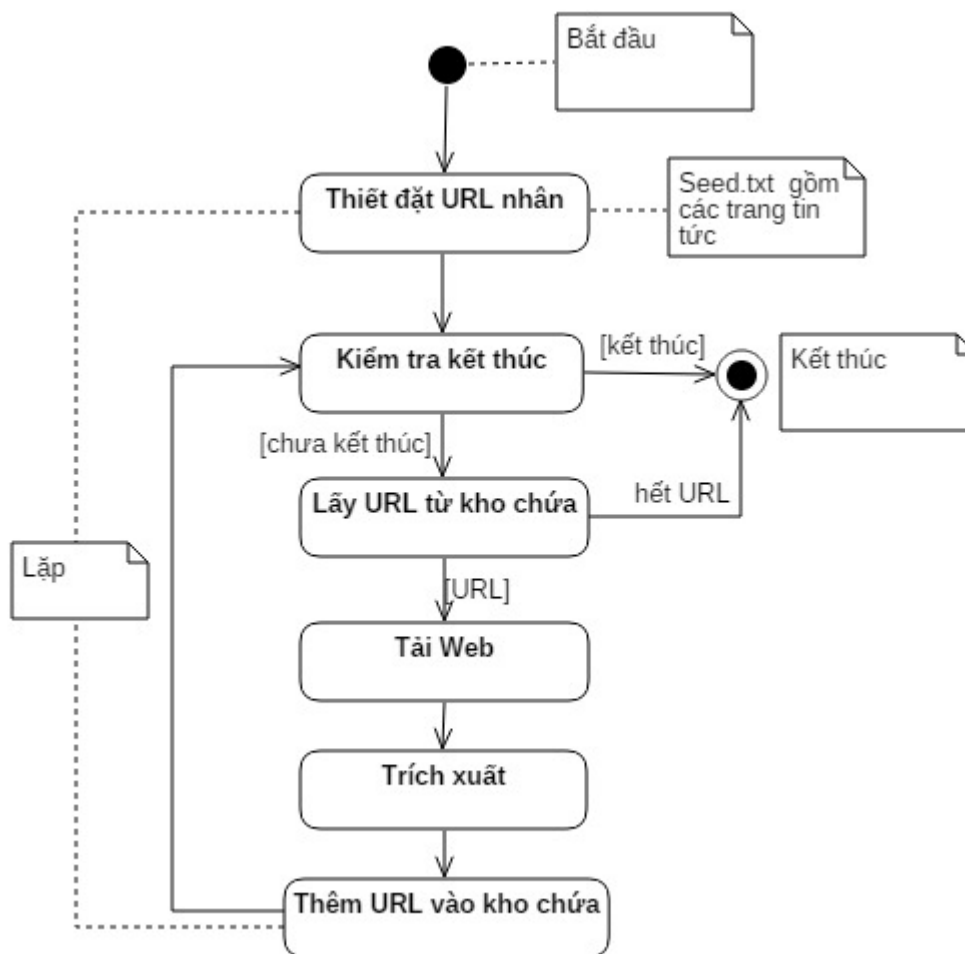 Bắt đầu
Thiết đặt URL nhân
Seed.txt gồm
các trang tin
tức
Kiểm tra kết thúc
[kết thúc]
Kết thúc
[chưa kết thúc]
Lấy URL từ kho chứa
hết URL
Lặp
[URL]
Tải Web
Trích xuất
Thêm URL vào kho chứa